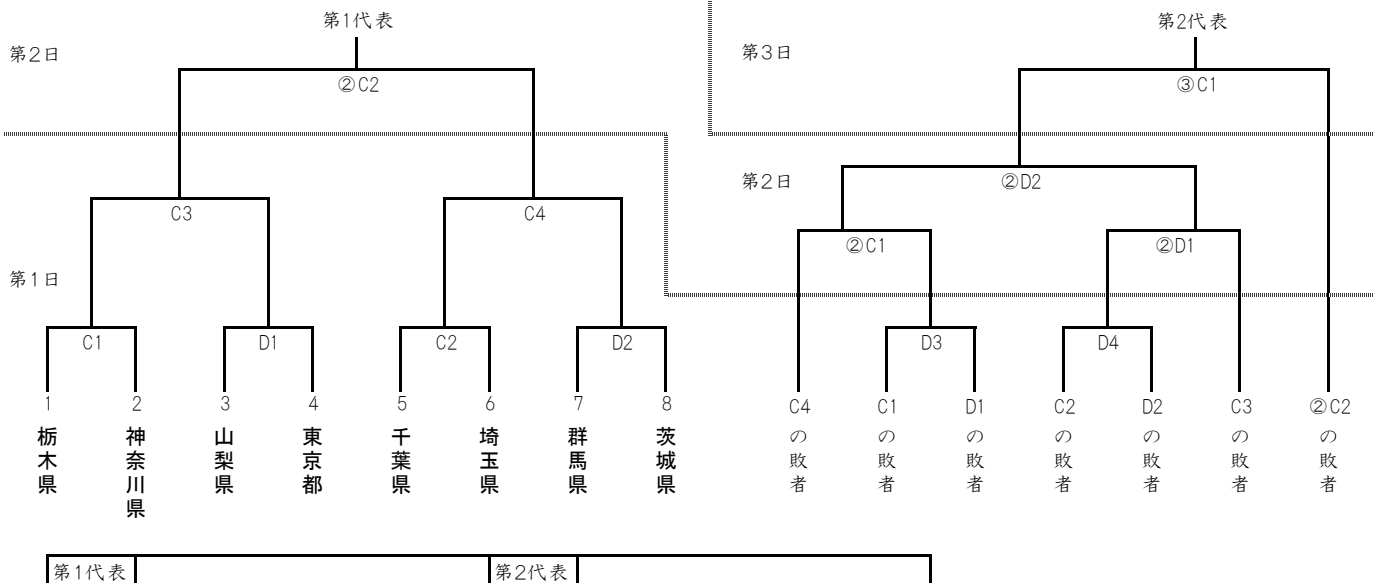 第1代表
第2代表
第2日
第3日
②C2
③C1
第2日
②D2
C3
C4
②C1
②D1
第1日
C1
D1
C2
D2
D3
D4
1
2
3
4
5
6
7
8
栃木県
神奈川県
山梨県
東京都
千葉県
埼玉県
群馬県
茨城県
C4の敗者
C1の敗者
D1の敗者
C2の敗者
D2の敗者
C3の敗者
②C2の敗者
第1代表
第2代表